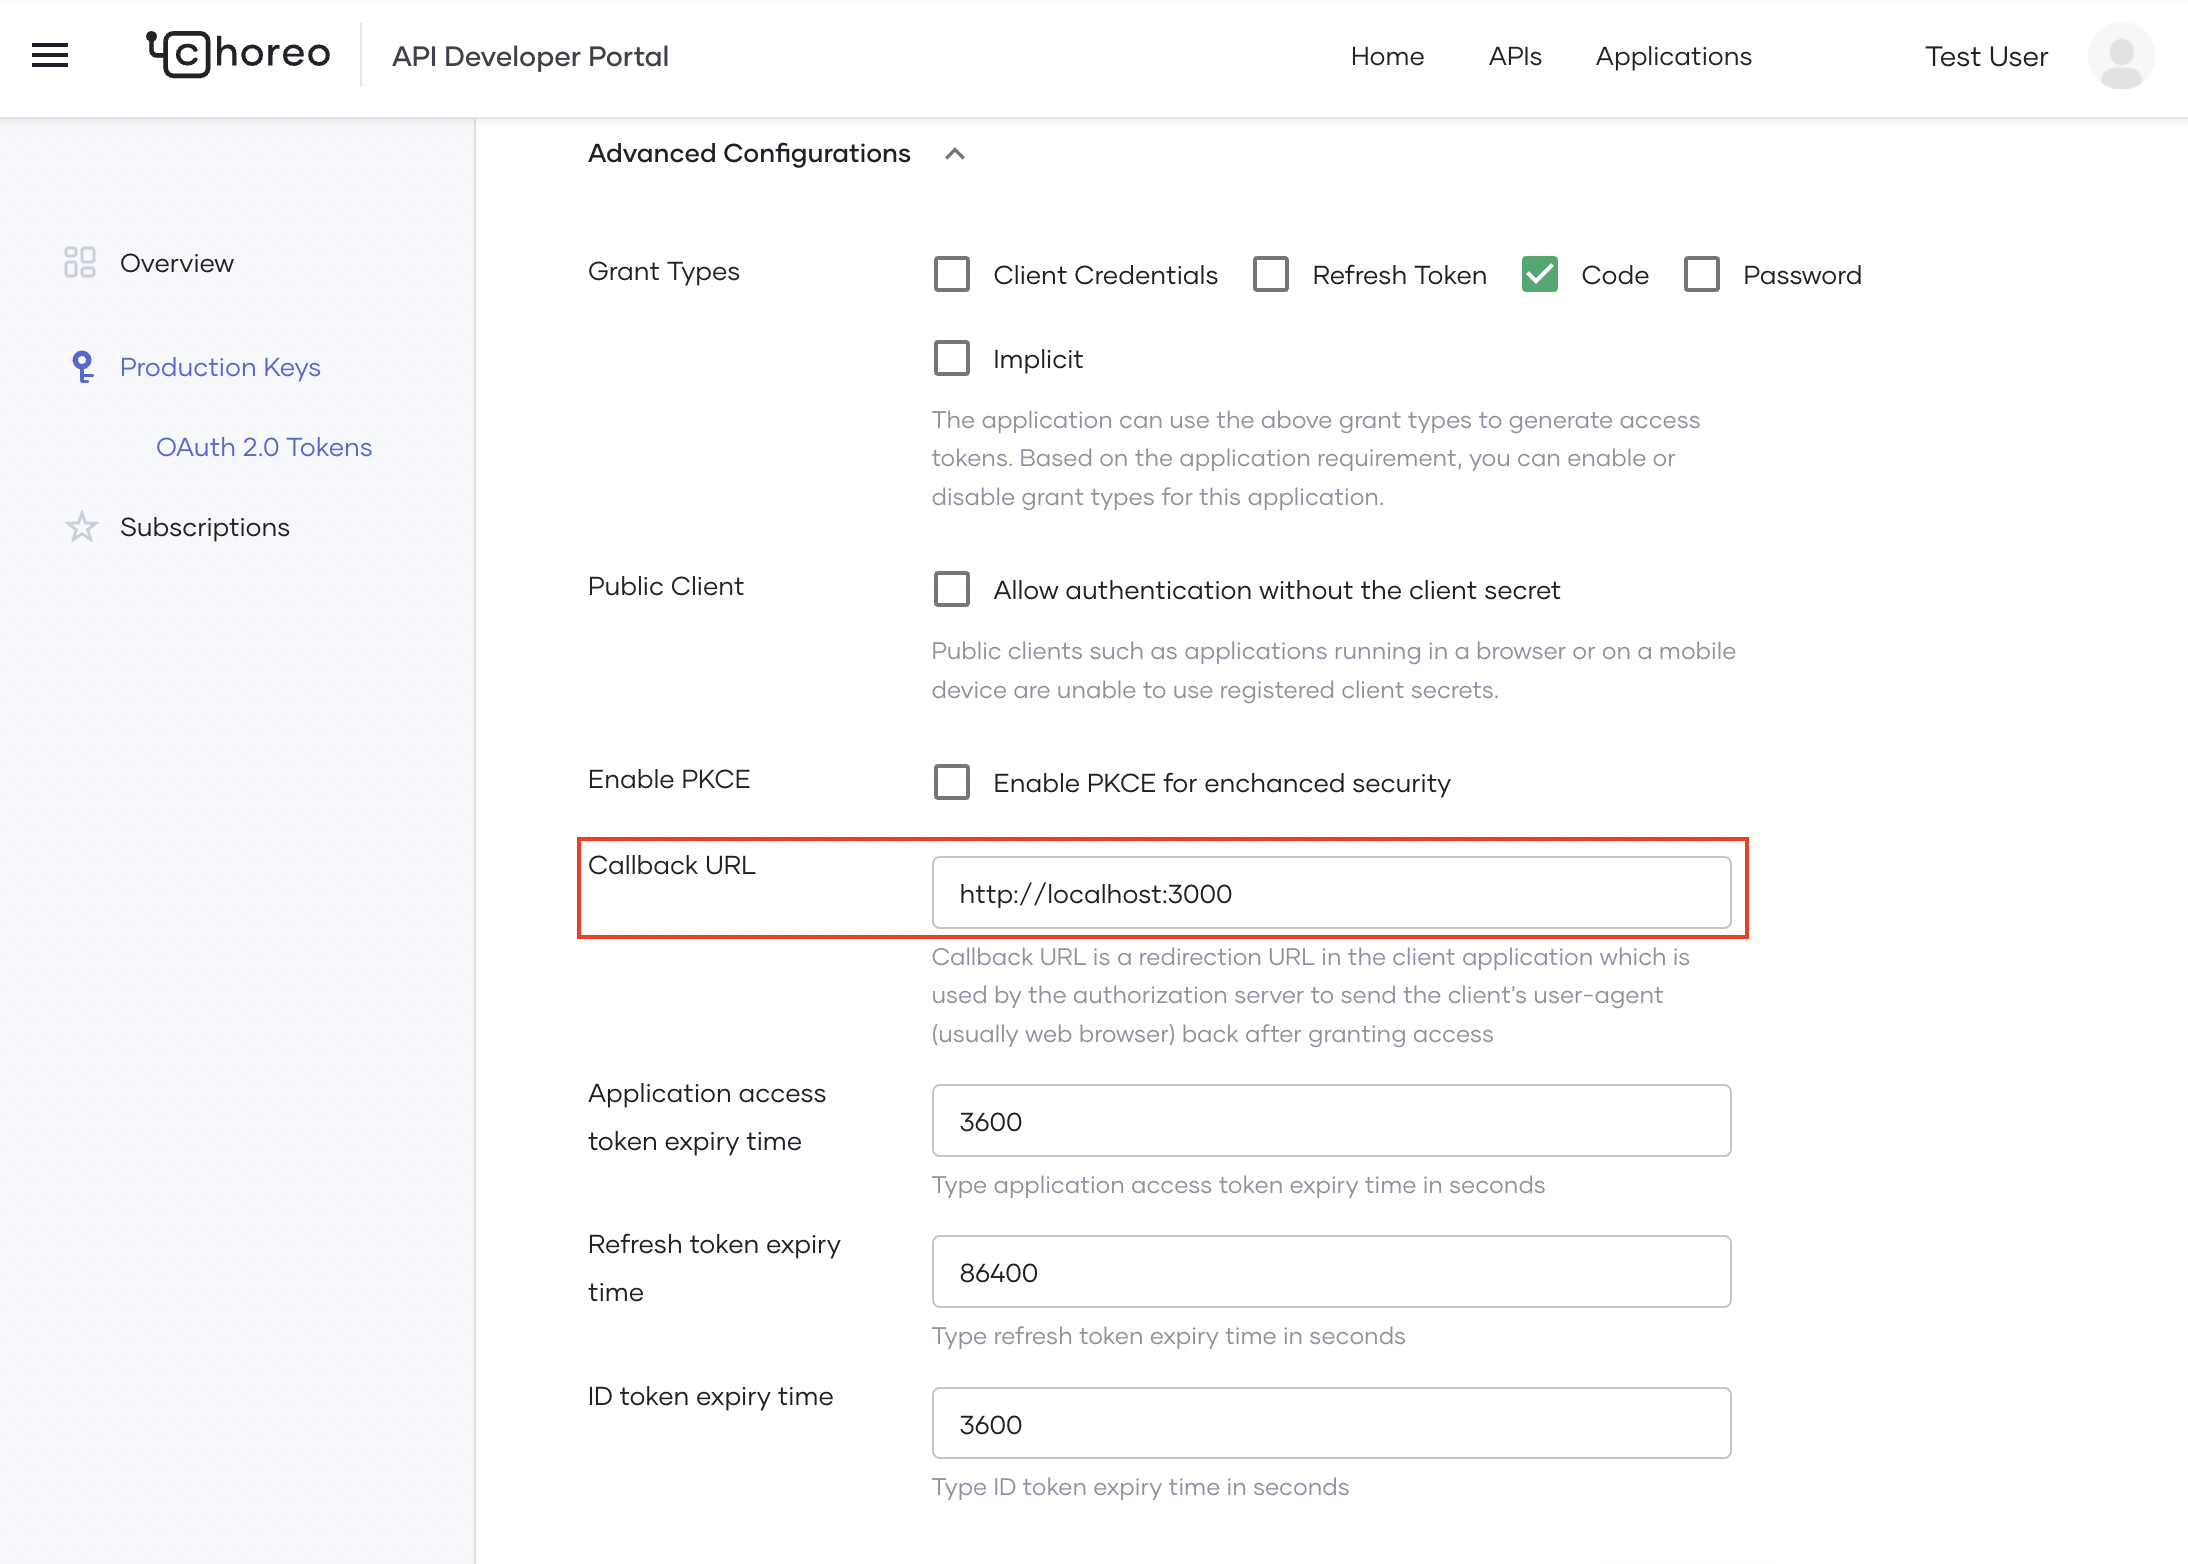 choreo
API Developer Portal
Home
APIs
Applications
Test User
Overview
Production Keys
OAuth 2.0 Tokens
Subscriptions
Advanced Configurations
Grant Types
Client Credentials
Refresh Token
Code
Password
Implicit
The application can use the above grant types to generate access
tokens. Based on the application requirement, you can enable or
disable grant types for this application.
Public Client
Allow authentication without the client secret
Public clients such as applications running in a browser or on a mobile
device are unable to use registered client secrets.
Enable PKCE
Enable PKCE for enchanced security
Callback URL
http://localhost:3000
Callback URL is a redirection URL in the client application which is
used by the authorization server to send the client's user-agent
(usually web browser) back after granting access
Application access
token expiry time
3600
Type application access token expiry time in seconds
Refresh token expiry
time
86400
Type refresh token expiry time in seconds
ID token expiry time
3600
Type ID token expiry time in seconds